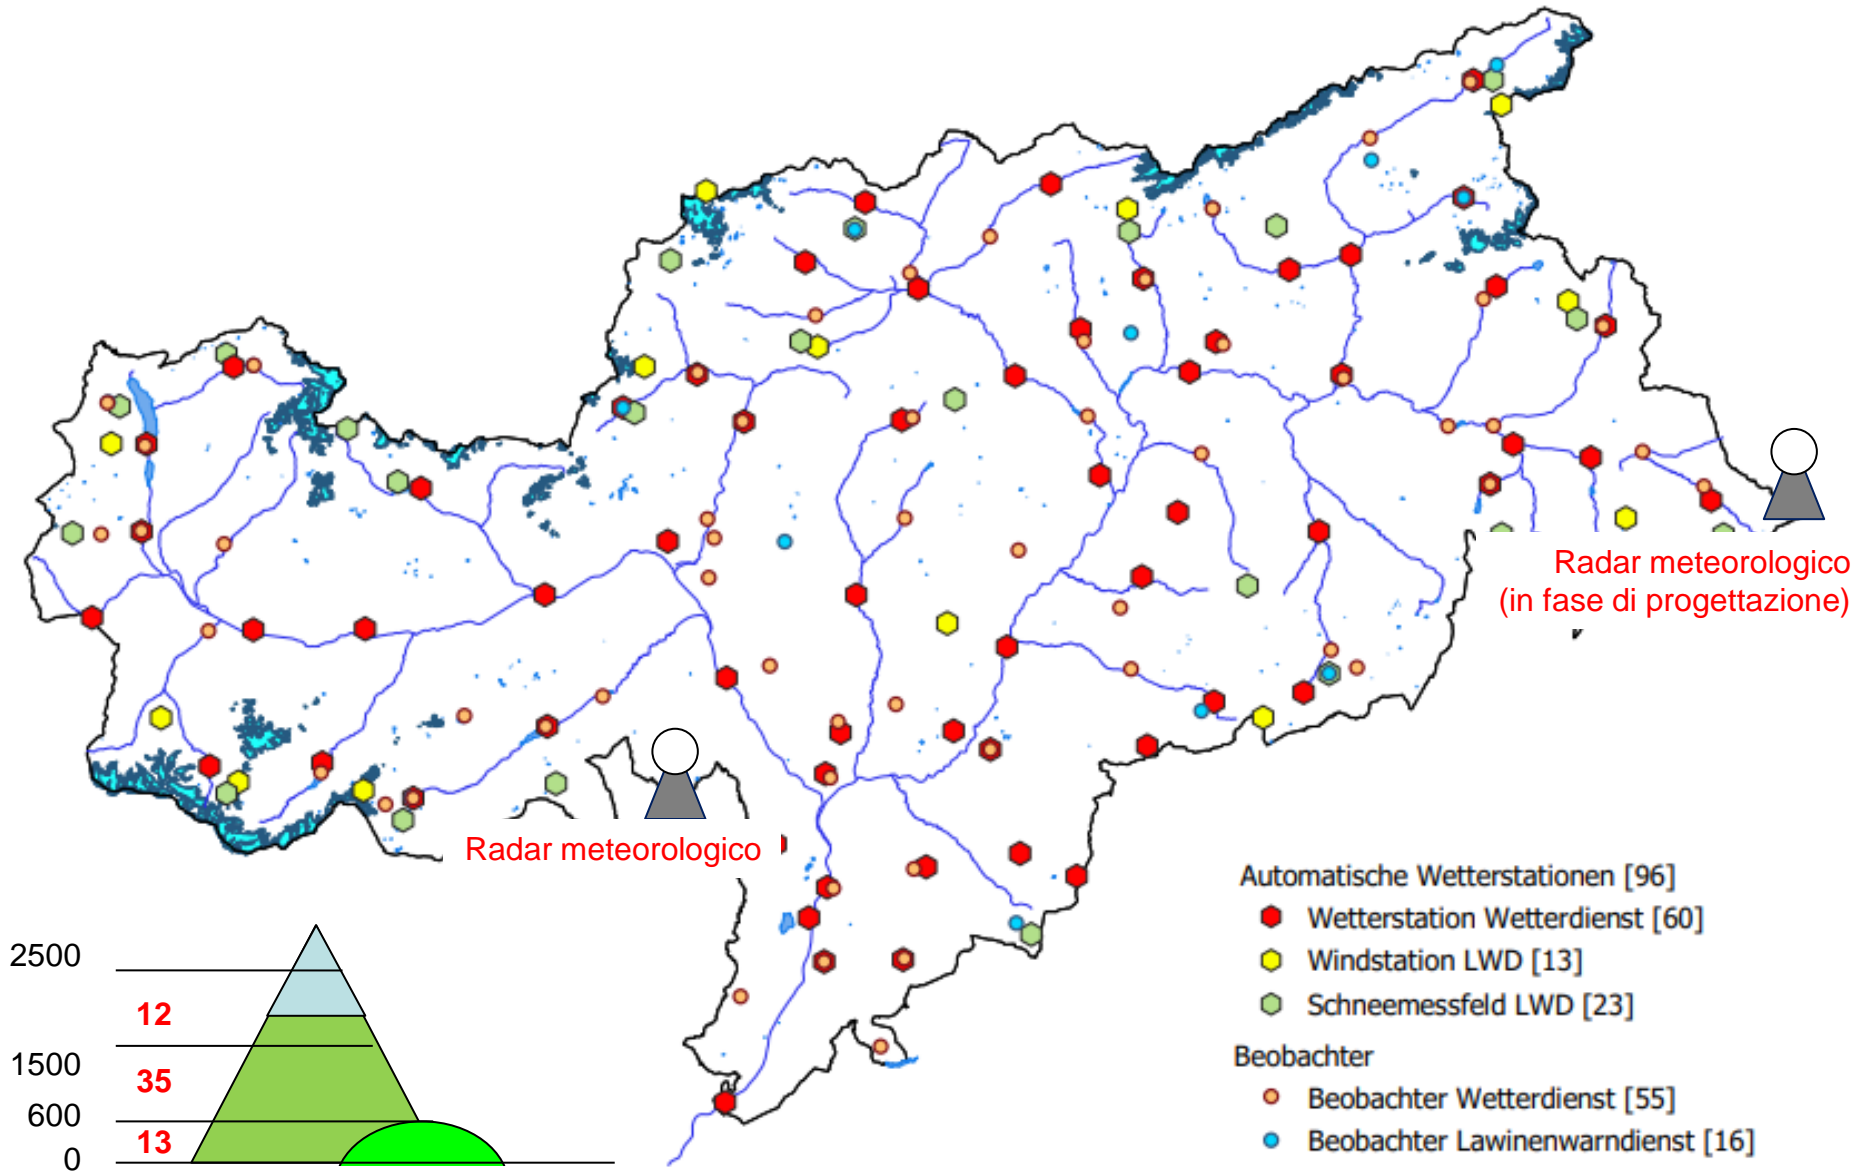 Radar meteorologico
(in fase di progettazione)
Radar meteorologico
Automatische Wetterstationen [96]
Wetterstation Wetterdienst [60]
Windstation LWD [13]
Schneemessfeld LWD [23]
Beobachter
Beobachter Wetterdienst [55]
Beobachter Lawinenwarndienst [16]
2500
12
1500
35
600
13
0